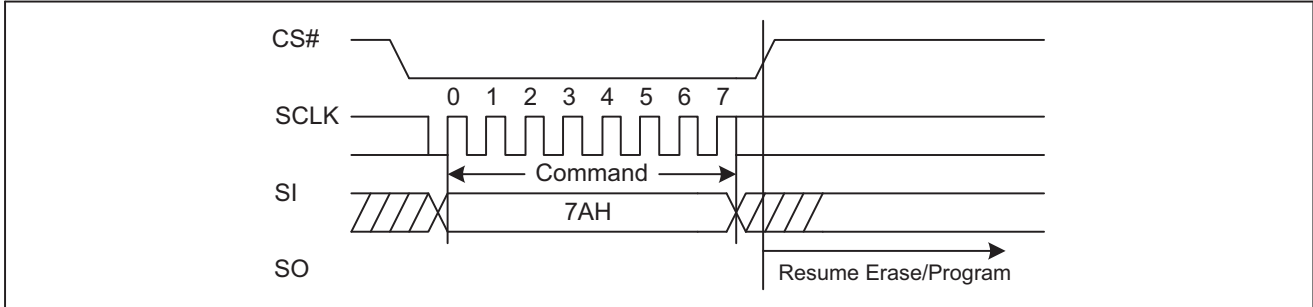 CS#
0 1 2 3 4 5 6 7
SCLK
Command
SI
7AH
SO
Resume Erase/Program